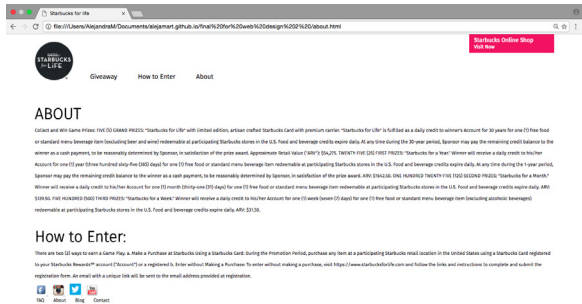 Starbucks for life
file:///Users/AlejandraM/Documents/alejamart.github.io/final%20for%20web%20design%202%20/about.html
Starbucks Online Shop
Visit Now
STARBUCKS
for LiFE
Giveaway How to Enter About
ABOUT
Collect and Win Game Prizes: FIVE (5) GRAND PRIZES: "Starbucks for Life" with limited edition, artisan crafted Starbucks Card with premium carrier. "Starbucks for Life" is fulfilled as a daily credit to winner's Account for 30 years for one (1) free food
or standard menu beverage item (excluding beer and wine) redeemable at participating Starbucks stores in the U.S. Food and beverage credits expire daily. At any time during the 30-year period, Sponsor may pay the remaining credit balance to the
winner as a cash payment, to be reasonably determined by Sponsor, in satisfaction of the prize award. Approximate Retail Value ("ARV"): $54,275. TWENTY-FIVE (25) FIRST PRIZES: "Starbucks for a Year." Winner will receive a daily credit to his/her
Account for one (1) year (three hundred sixty-five (365) days) for one (1) free food or standard menu beverage item redeemable at participating Starbucks stores in the U.S. Food and beverage credits expire daily. At any time during the 1-year period,
Sponsor may pay the remaining credit balance to the winner as a cash payment, to be reasonably determined by Sponsor, in satisfaction of the prize award. ARV: $1642.50. ONE HUNDRED TWENTY-FIVE (125) SECOND PRIZES: "Starbucks for a Month."
Winner will receive a daily credit to his/her Account for one (1) month (thirty-one (31) days) for one (1) free food or standard menu beverage item redeemable at participating Starbucks stores in the U.S. Food and beverage credits expire daily. ARV:
$139.50. FIVE HUNDRED (500) THIRD PRIZES: "Starbucks for a Week." Winner will receive a daily credit to his/her Account for one (1) week (seven (7) days) for one (1) free food or standard menu beverage item (excluding alcoholic beverages)
redeemable at participating Starbucks stores in the U.S. Food and beverage credits expire daily. ARV: $31.50.
How to Enter:
There are two (2) ways to earn a Game Play. a. Make a Purchase at Starbucks Using a Starbucks Card: During the Promotion Period, purchase any item at a participating Starbucks retail location in the United States using a Starbucks Card registered
to your Starbucks Rewards™ account ("Account") or a registered b. Enter without Making a Purchase: To enter without making a purchase, visit https://www.starbucksforlife.com and follow the links and instructions to complete and submit the
registration form. An email with a unique link will be sent to the email address provided at registration.
FAQ About Blog Contact